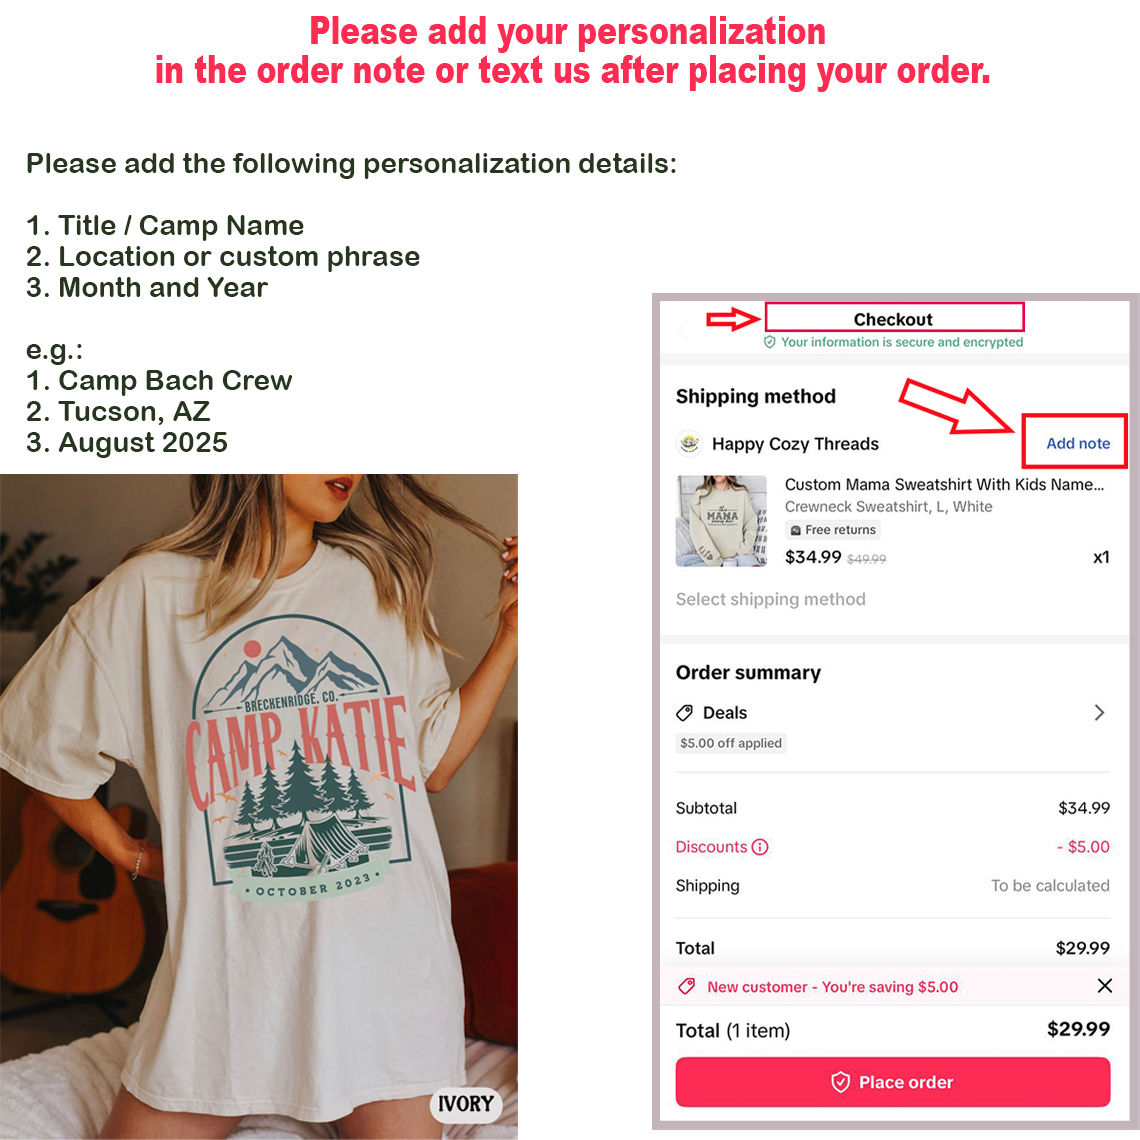 Please add your personalization
in the order note or text us after placing your order.
Please add the following personalization details:
1. Title / Camp Name
2. Location or custom phrase
3. Month and Year
e.g.:
1. Camp Bach Crew
2. Tucson, AZ
3. August 2025
BRECKENRIDGE, CO.
CAMP KATIE
• OCTOBER 2023 •
IVORY
Checkout
Your information is secure and encrypted
Shipping method
Happy Cozy Threads
Add note
MAMA
Custom Mama Sweatshirt With Kids Name...
Crewneck Sweatshirt, L, White
Free returns
$34.99 $49.99
x1
Select shipping method
Order summary
Deals
$5.00 off applied
Subtotal $34.99
Discounts - $5.00
Shipping To be calculated
Total $29.99
New customer - You're saving $5.00
Total (1 item) $29.99
Place order